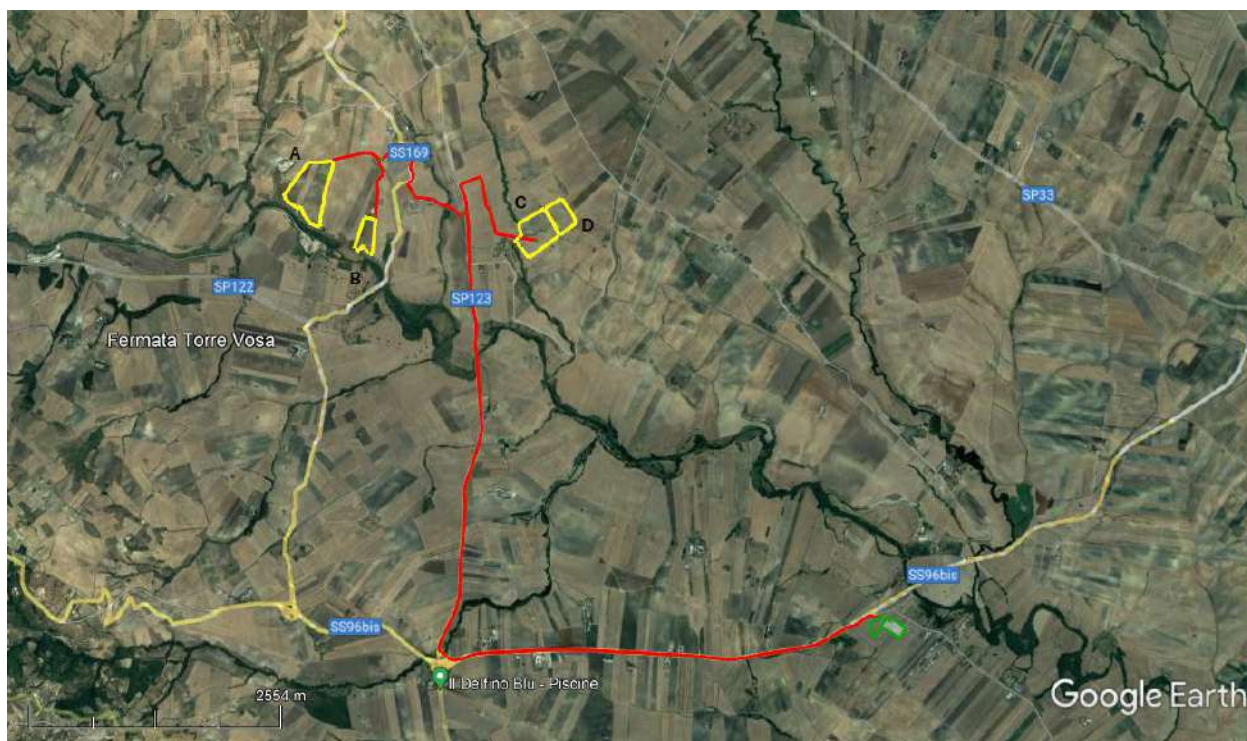 A
SS169
C
D
SP33
B
SP122
SP123
Fermata Torre Vosa
SS96bis
SS96bis
Il Delfino Blu - Piscine
2554 m
Google Earth